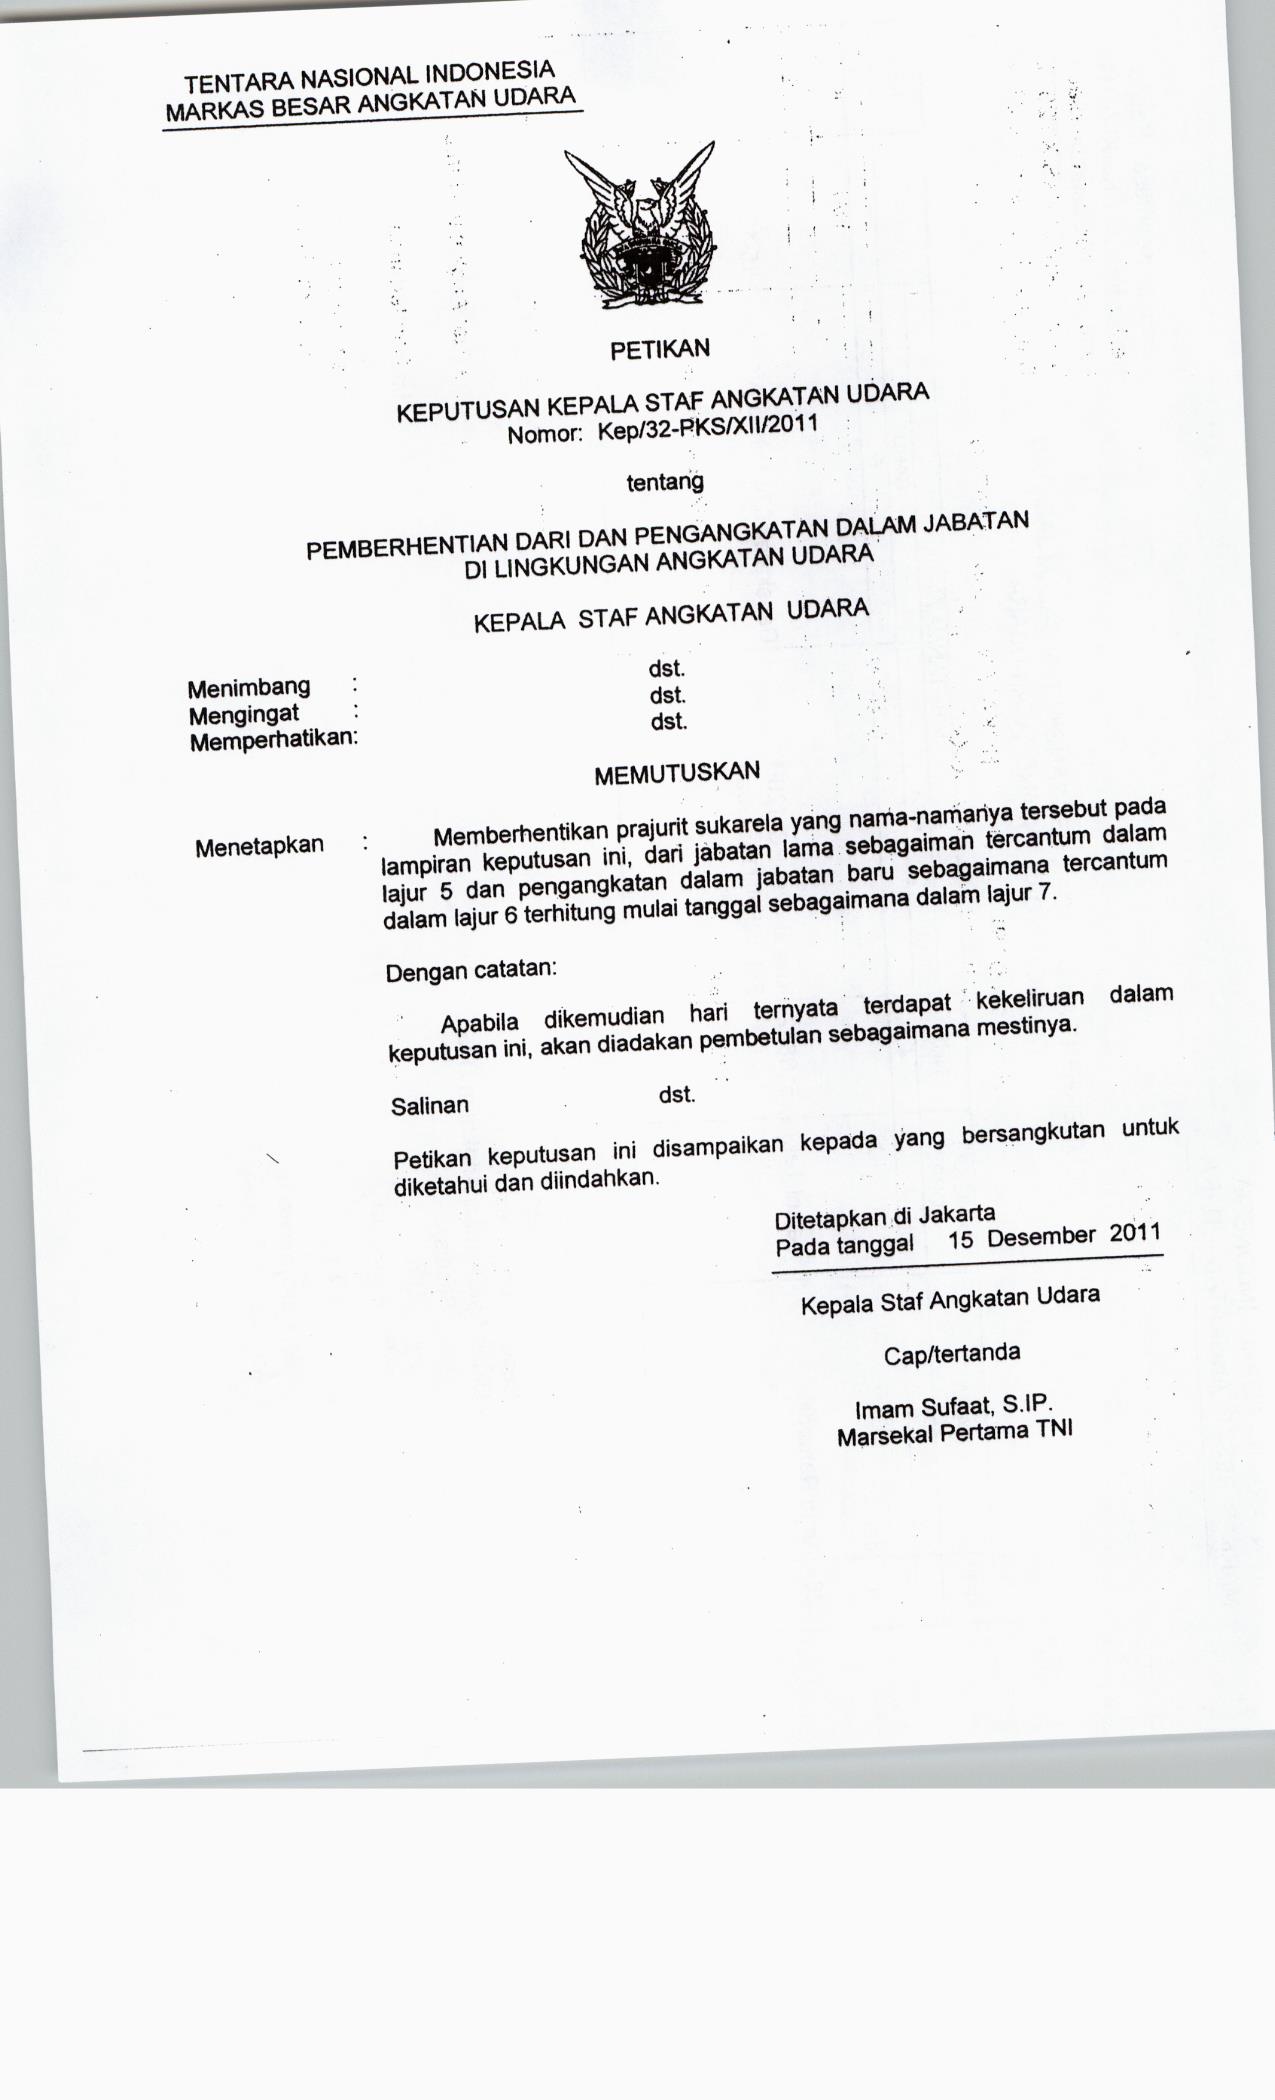 TENTARA NASIONAL INDONESIA
MARKAS BESAR ANGKATAN UDARA
PETIKAN
KEPUTUSAN KEPALA STAF ANGKATAN UDARA
Nomor: Kep/32-PKS/XII/2011
tentang
PEMBERHENTIAN DARI DAN PENGANGKATAN DALAM JABATAN
DI LINGKUNGAN ANGKATAN UDARA
KEPALA STAF ANGKATAN UDARA
Menimbang : dst.
Mengingat : dst.
Memperhatikan: dst.
MEMUTUSKAN
Menetapkan : Memberhentikan prajurit sukarela yang nama-namanya tersebut pada
lampiran keputusan ini, dari jabatan lama sebagaiman tercantum dalam
lajur 5 dan pengangkatan dalam jabatan baru sebagaimana tercantum
dalam lajur 6 terhitung mulai tanggal sebagaimana dalam lajur 7.
Dengan catatan:
Apabila dikemudian hari ternyata terdapat kekeliruan dalam
keputusan ini, akan diadakan pembetulan sebagaimana mestinya.
Salinan dst.
Petikan keputusan ini disampaikan kepada yang bersangkutan untuk
diketahui dan diindahkan.
Ditetapkan di Jakarta
Pada tanggal 15 Desember 2011
Kepala Staf Angkatan Udara
Cap/tertanda
Imam Sufaat, S.IP.
Marsekal Pertama TNI